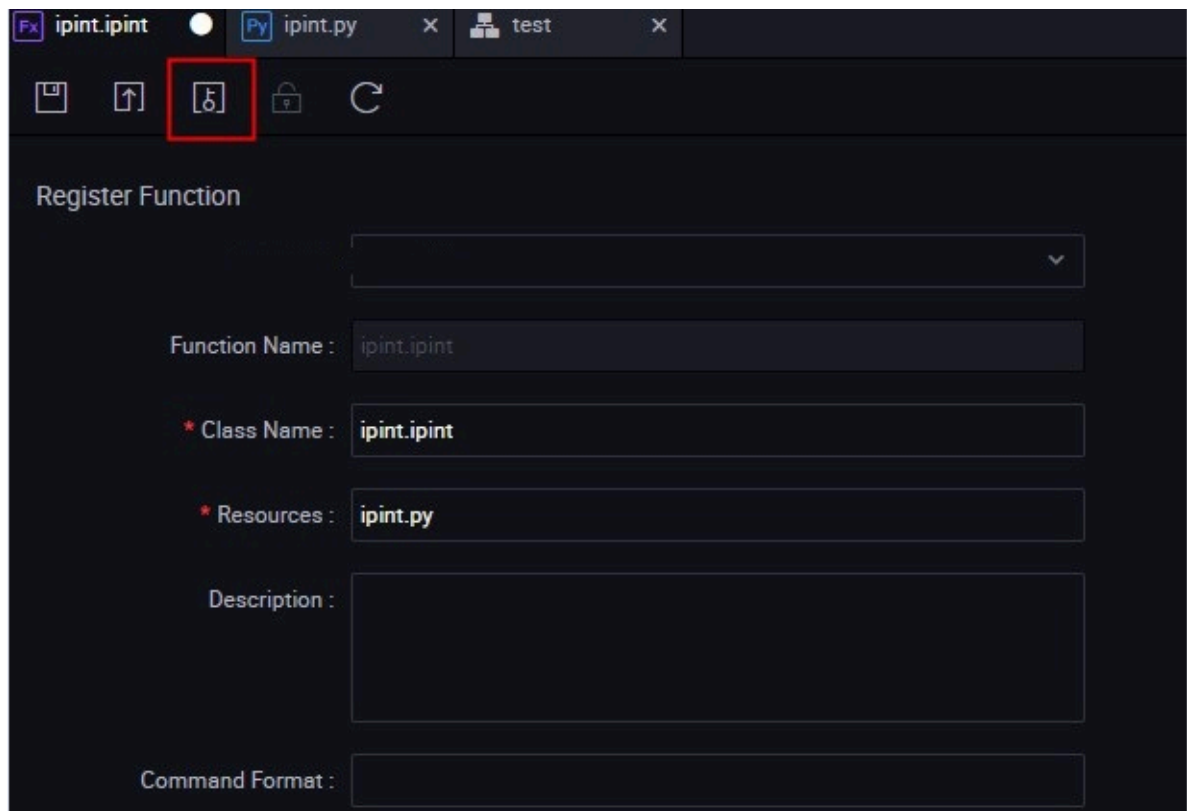 Fx ipint.ipint Py ipint.py × test ×
Register Function
Function Name : ipint.ipint
* Class Name : ipint.ipint
* Resources : ipint.py
Description :
Command Format :